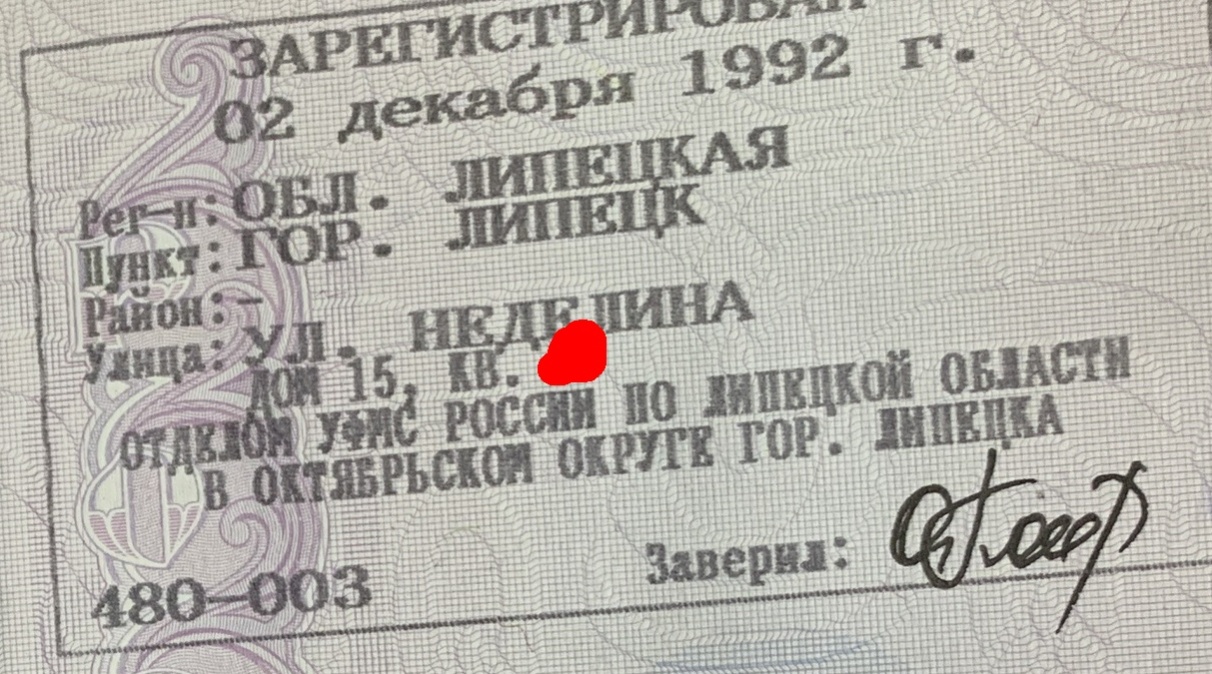 ЗАРЕГИСТРИРОВАН
02 декабря 1992 г.
Рег-н: ОБЛ. ЛИПЕЦКАЯ
Пункт: ГОР. ЛИПЕЦК
Район: -
Улица: УЛ. НЕДЕЛИНА
ДОМ 15, КВ.
ОТДЕЛОМ УФМС РОССИИ ПО ЛИПЕЦКОЙ ОБЛАСТИ
В ОКТЯБРЬСКОМ ОКРУГЕ ГОР. ЛИПЕЦКА
Заверил:
480-003